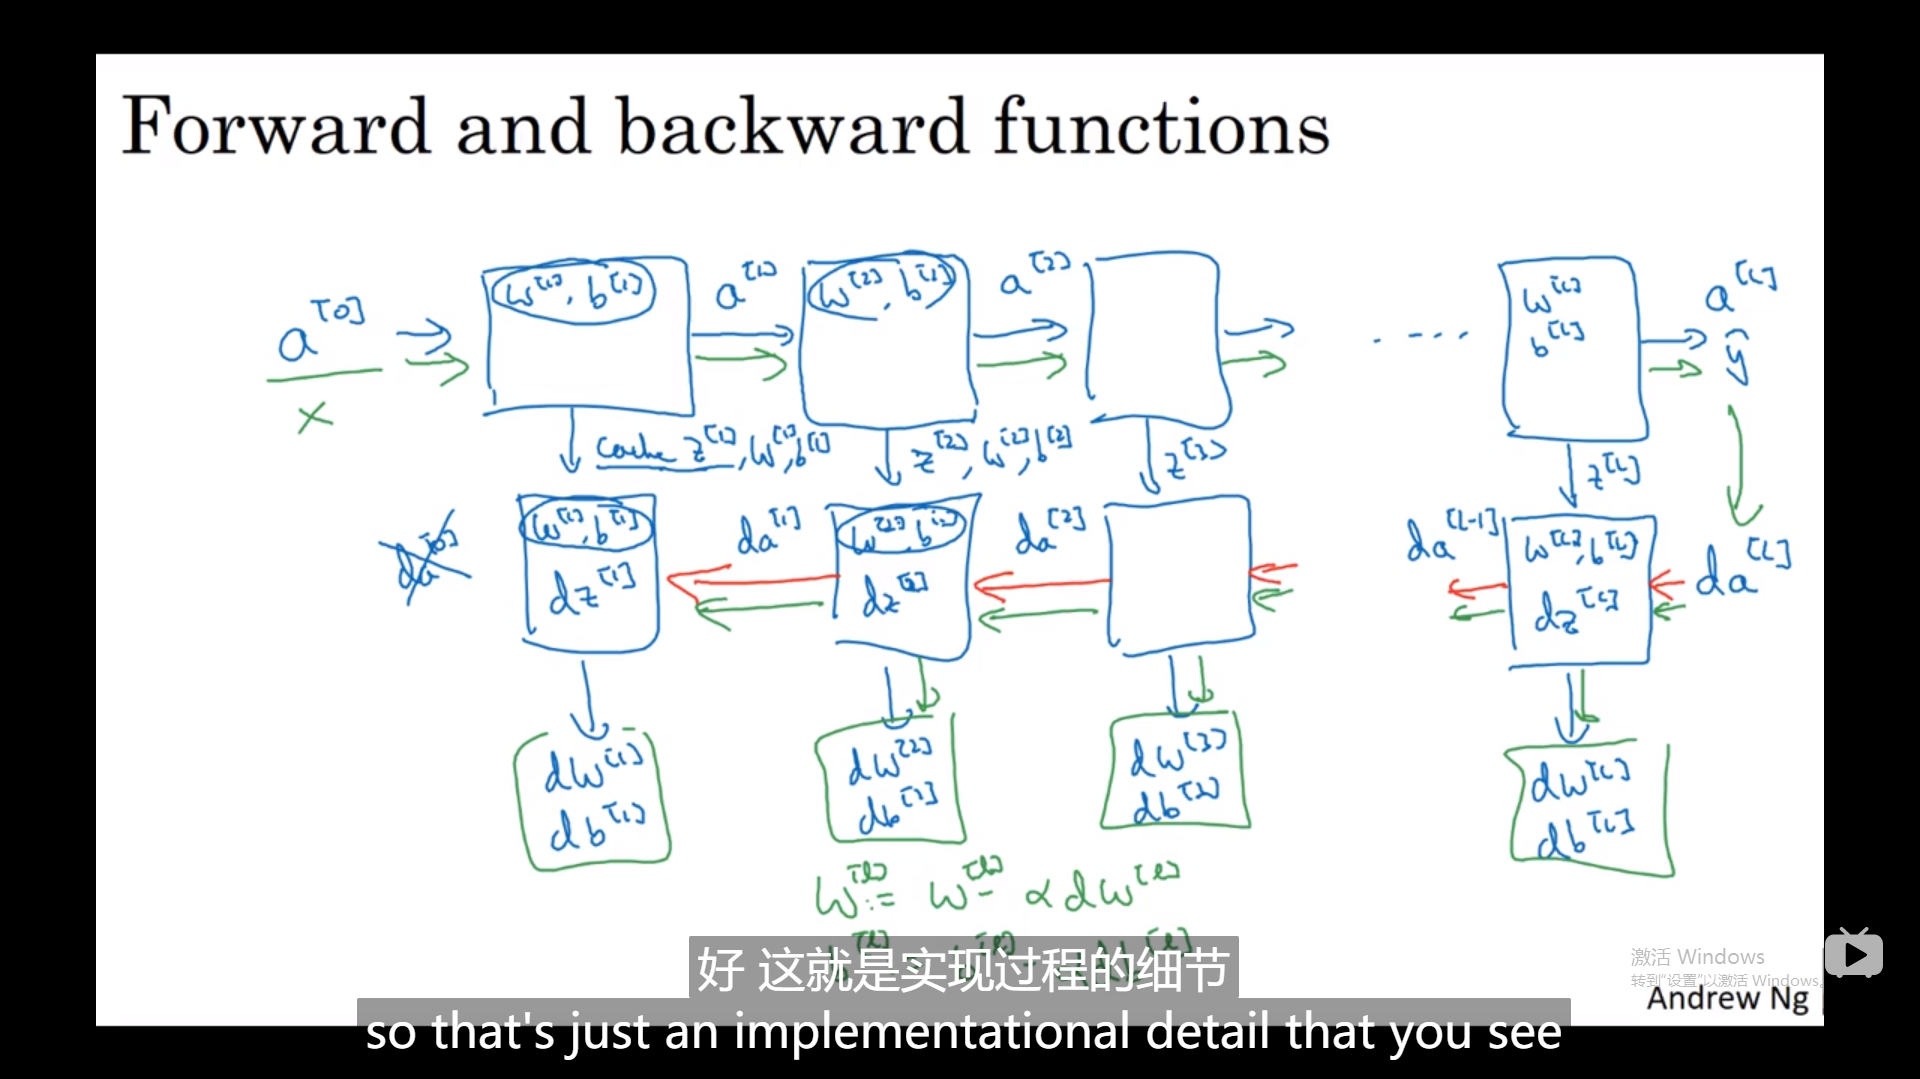 Forward and backward functions
a^[0] w^[1], b^[1] a^[1] w^[2], b^[1] a^[2] .... w^[L] a^[L]
b^[L] ŷ
x
cache z^[1], w^[1], b^[1] z^[2], w^[2], b^[2] z^[3] z^[L]
da^[0] w^[1], b^[1] da^[1] w^[2], b^[2] da^[2] da^[L-1] w^[L], b^[L] da^[L]
dz^[1] dz^[2] dz^[L]
dw^[1] dw^[2] dw^[3] dw^[L]
db^[1] db^[2] db^[2] db^[L]
w^[l] := w^[l] - α dw^[l]
好 这就是实现过程的细节
so that's just an implementational detail that you see
激活 Windows
转到"设置"以激活 Windows。
Andrew Ng